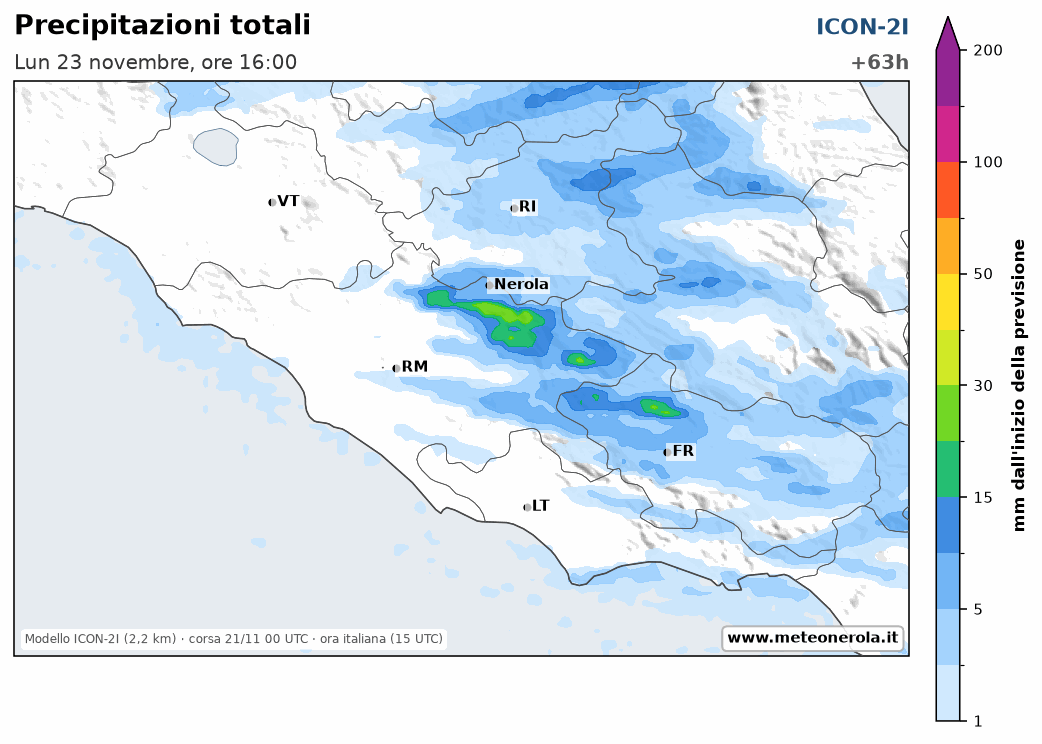 Precipitazioni totali
ICON-2I
Lun 23 novembre, ore 16:00
+63h
VT
RI
Nerola
RM
FR
LT
Modello ICON-2I (2,2 km) · corsa 21/11 00 UTC · ora italiana (15 UTC)
www.meteonerola.it
200
100
50
30
15
5
1
mm dall'inizio della previsione